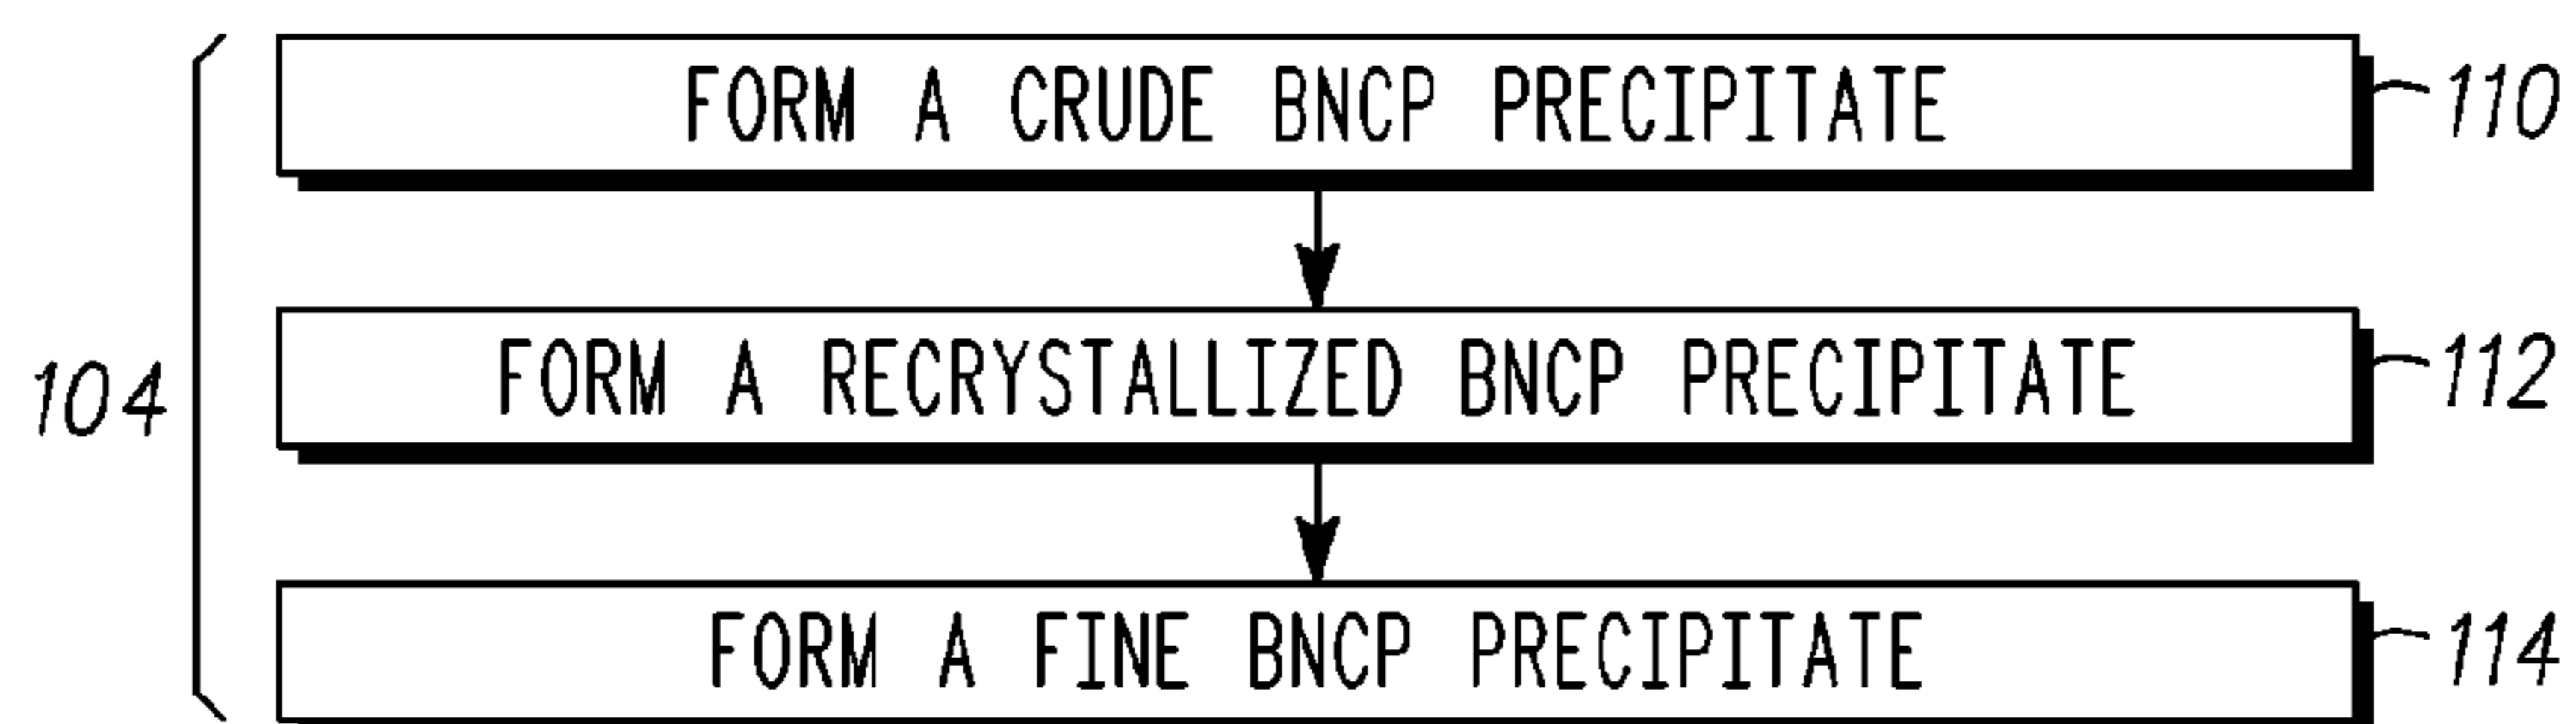 FORM A CRUDE BNCP PRECIPITATE 110
104 FORM A RECRYSTALLIZED BNCP PRECIPITATE 112
FORM A FINE BNCP PRECIPITATE 114